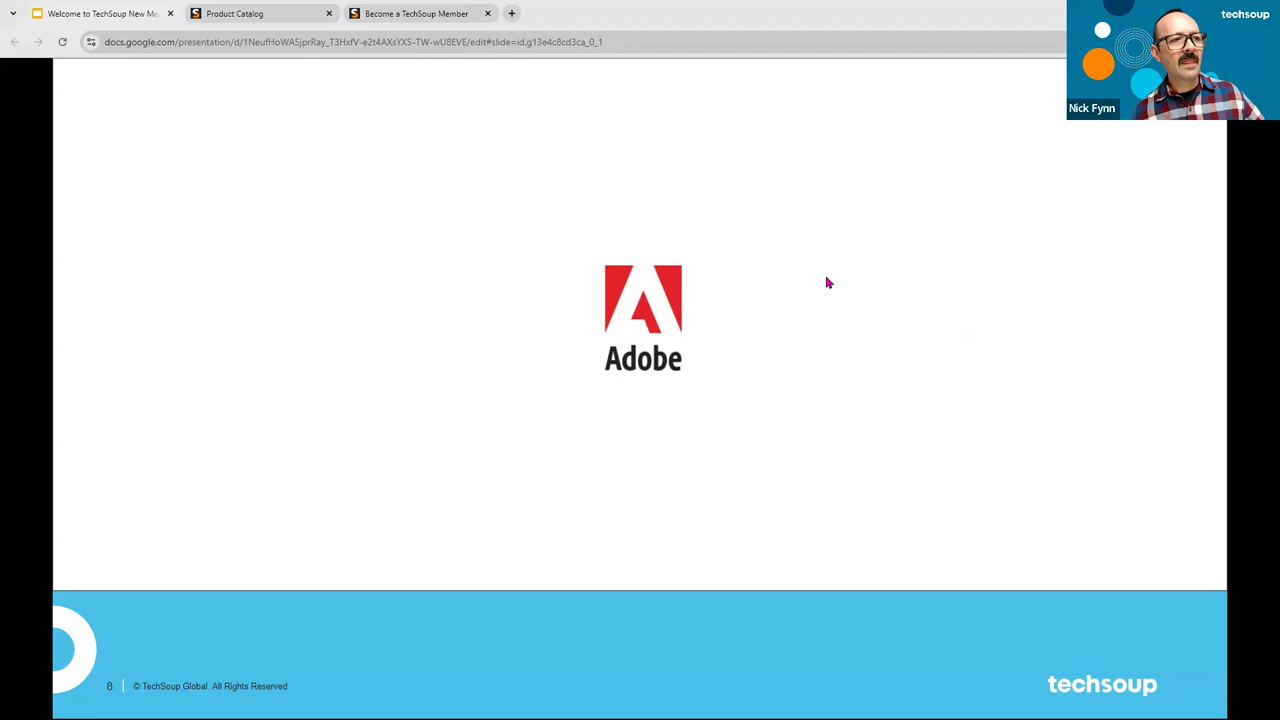 Welcome to TechSoup New Me
Product Catalog
Become a TechSoup Member
docs.google.com/presentation/d/1NeufHoWA5jprRay_T3HxfV-e2t4AXsYXS-TW-wU8EVE/edit#slide=id.g13e4c8cd3ca_0_1
techsoup
Nick Fynn
Adobe
8
© TechSoup Global. All Rights Reserved.
techsoup